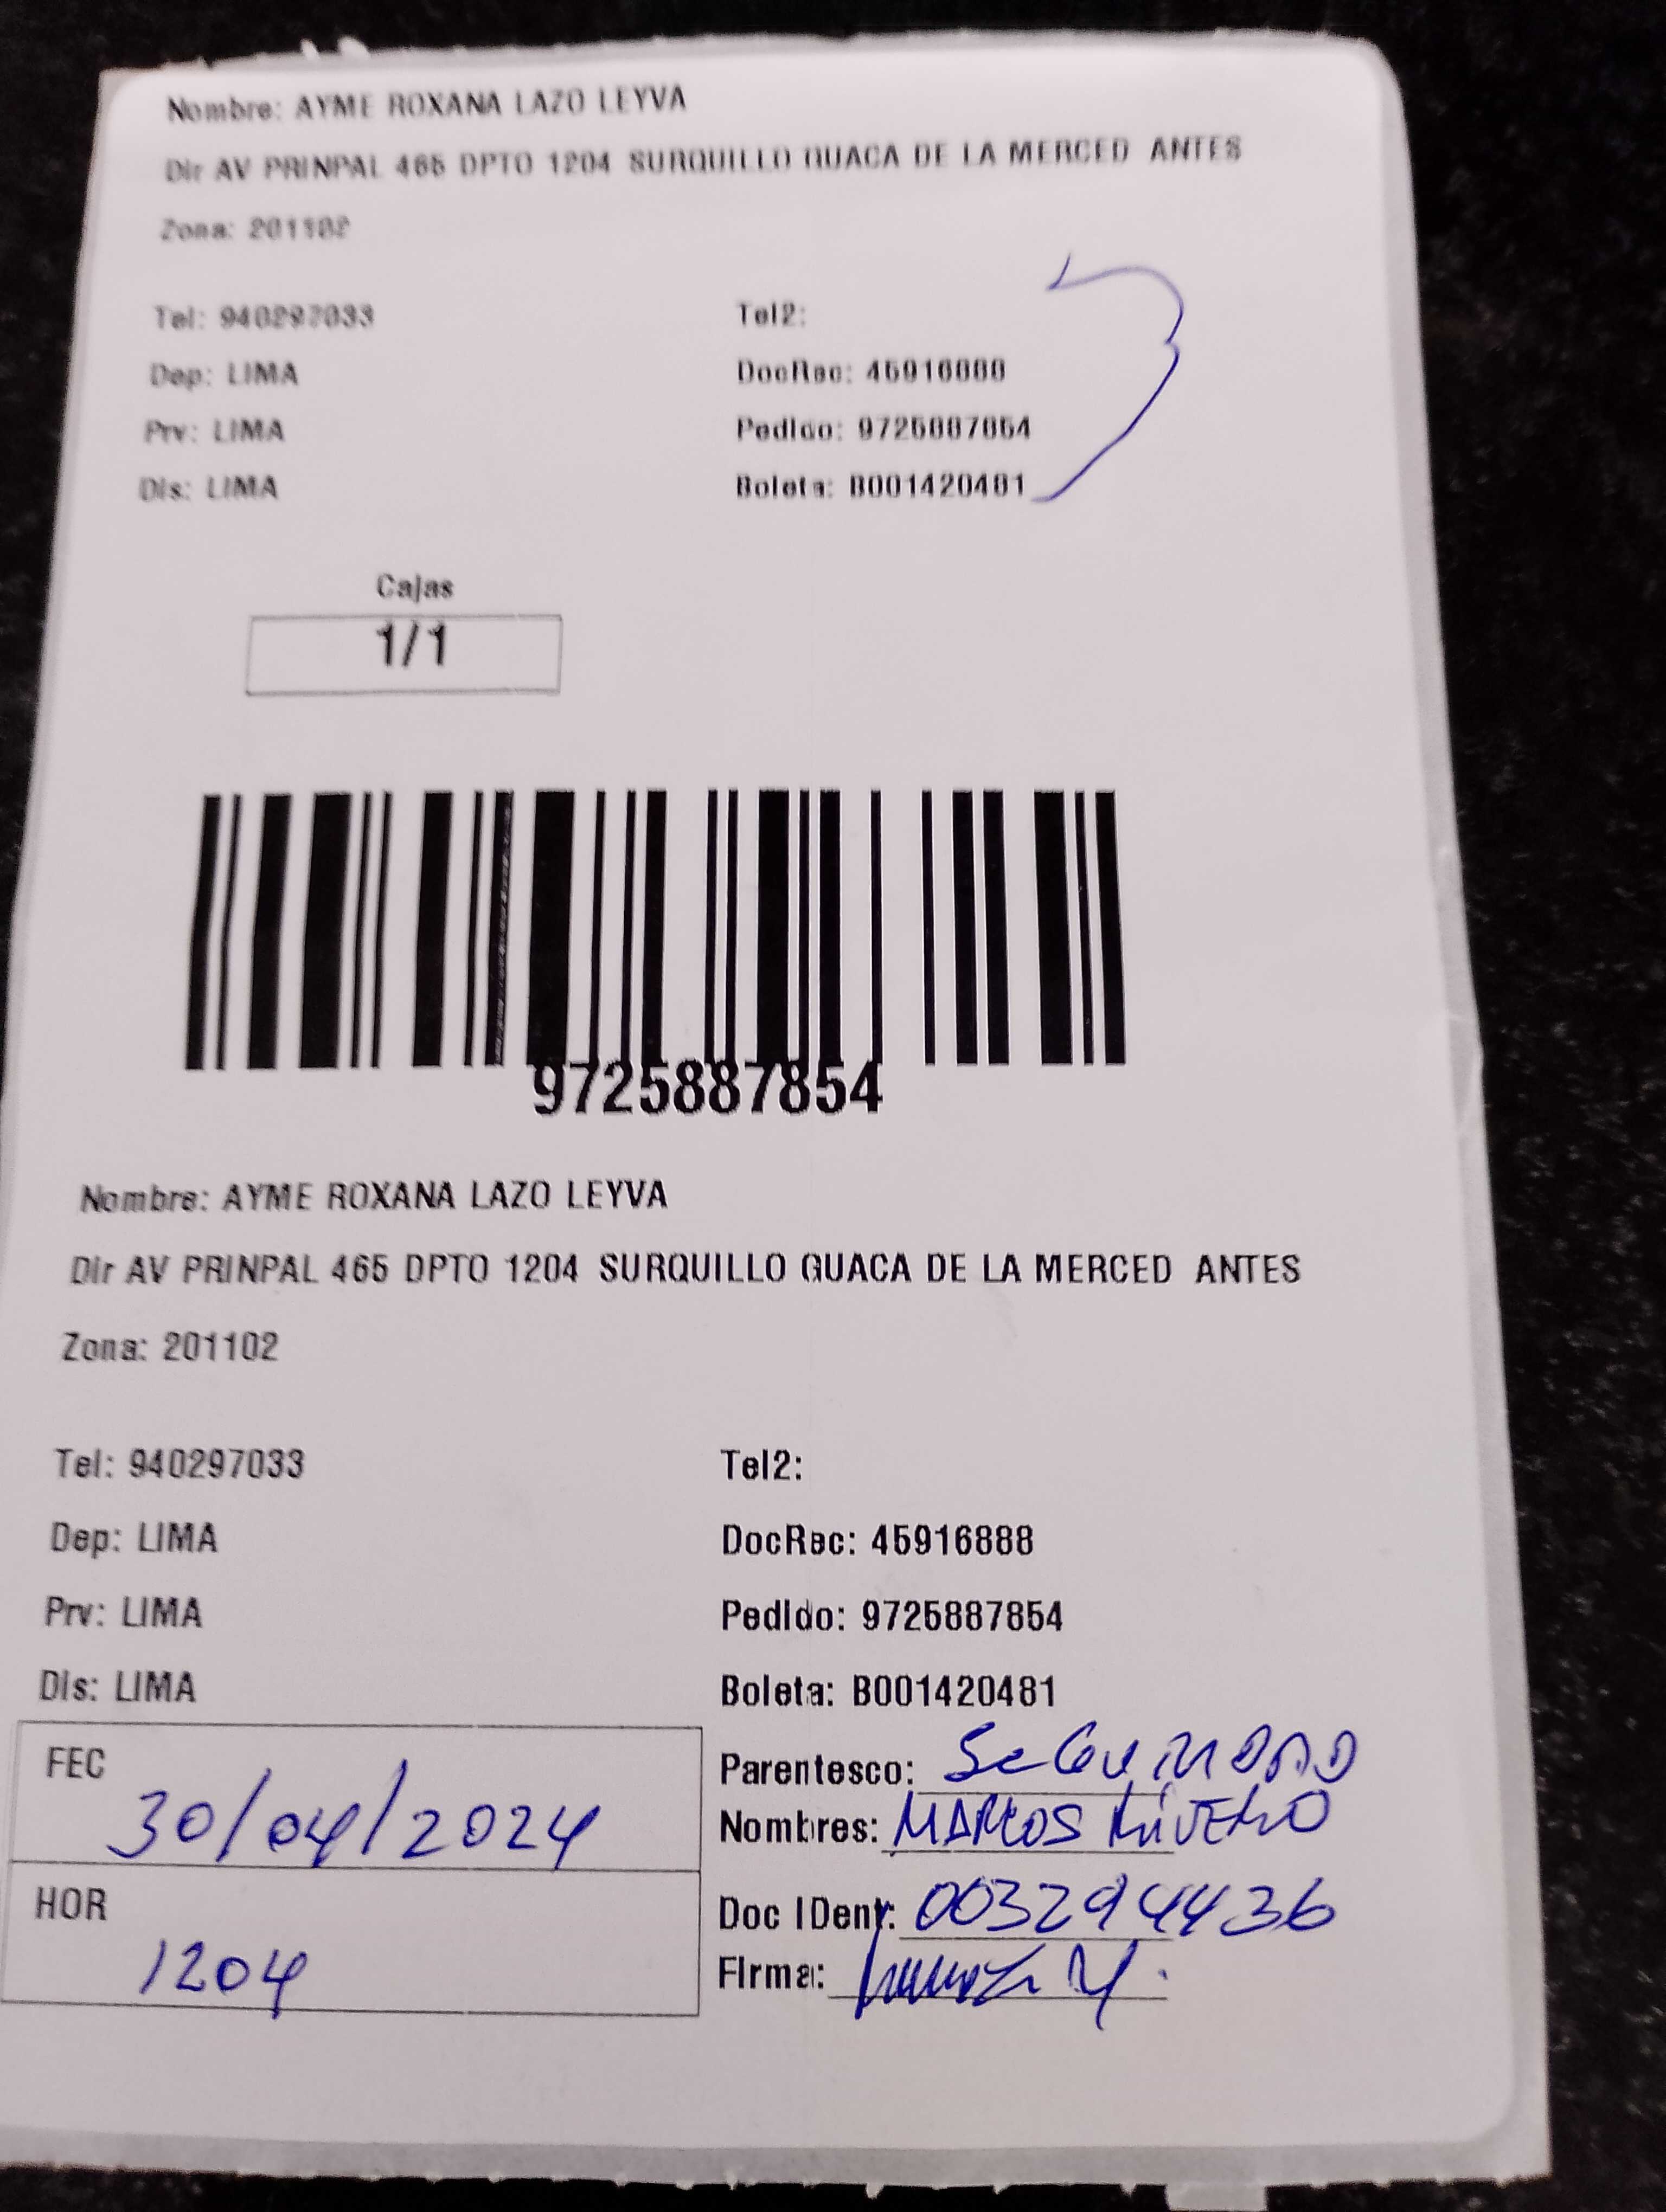 Nombre: AYME ROXANA LAZO LEYVA
Dir AV PRINPAL 465 DPTO 1204 SURQUILLO GUACA DE LA MERCED ANTES
Zona: 201102
Tel: 940297033 Tel2:
Dep: LIMA DocRec: 45916888
Prv: LIMA Pedido: 9725887854
Dis: LIMA Boleta: B001420481
Cajas
1/1
9725887854
Nombre: AYME ROXANA LAZO LEYVA
Dir AV PRINPAL 465 DPTO 1204 SURQUILLO GUACA DE LA MERCED ANTES
Zona: 201102
Tel: 940297033 Tel2:
Dep: LIMA DocRec: 45916888
Prv: LIMA Pedido: 9725887854
Dis: LIMA Boleta: B001420481
FEC 30/04/2024
HOR 1204
Parentesco: SeGuridad
Nombres: MARCOS RiVERO
Doc IDent: 003294436
Firma: